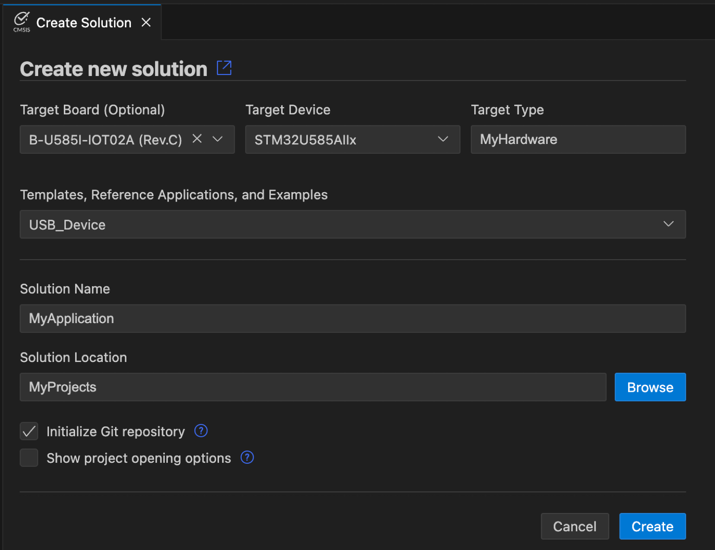 Create Solution
CMSIS
Create new solution
Target Board (Optional) Target Device Target Type
B-U585I-IOT02A (Rev.C) STM32U585AIIx MyHardware
Templates, Reference Applications, and Examples
USB_Device
Solution Name
MyApplication
Solution Location
MyProjects Browse
Initialize Git repository ?
Show project opening options ?
Cancel Create